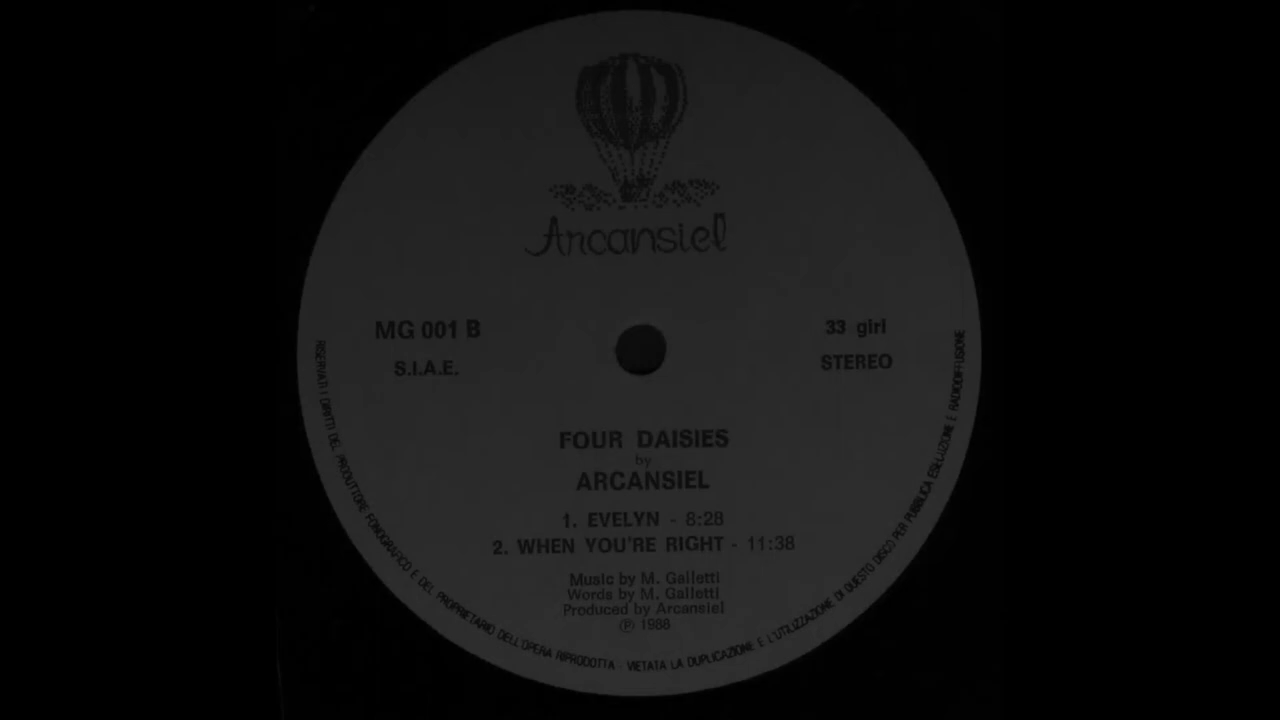 Arcansiel
MG 001 B
S.I.A.E.
33 giri
STEREO
FOUR DAISIES
by
ARCANSIEL
1. EVELYN - 8:28
2. WHEN YOU'RE RIGHT - 11:38
Music by M. Galletti
Words by M. Galletti
Produced by Arcansiel
℗ 1988
RISERVATI I DIRITTI DEL PRODUTTORE FONOGRAFICO E DEL PROPRIETARIO DELL'OPERA RIPRODOTTA - VIETATA LA DUPLICAZIONE E L'UTILIZZAZIONE DI QUESTO DISCO PER PUBBLICA ESECUZIONE E RADIODIFFUSIONE